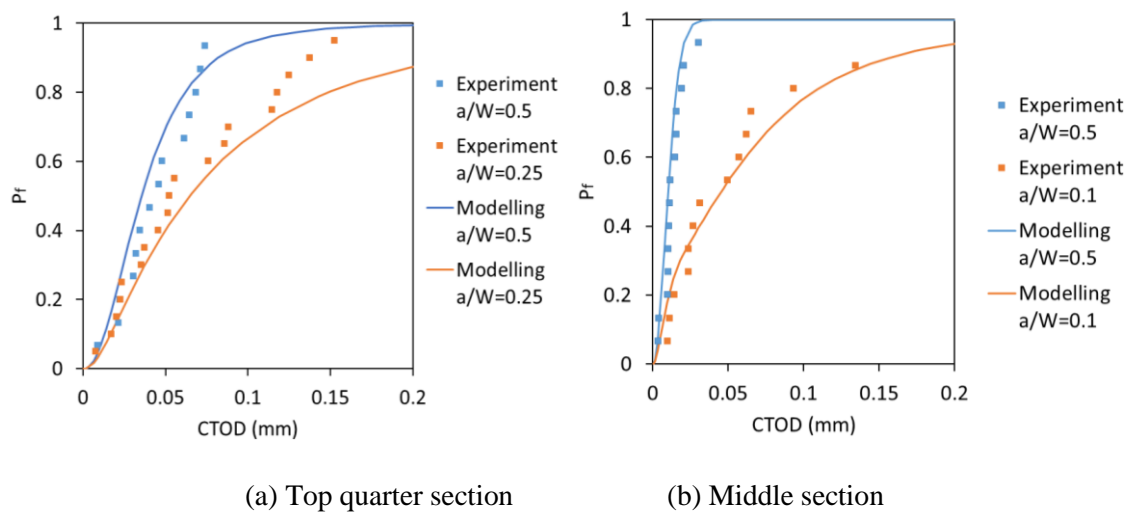 1
0.8
0.6
0.4
0.2
0
Pf
0
0.05
0.1
0.15
0.2
CTOD (mm)
Experiment
a/W=0.5
Experiment
a/W=0.25
Modelling
a/W=0.5
Modelling
a/W=0.25
1
0.8
0.6
0.4
0.2
0
Pf
0
0.05
0.1
0.15
0.2
CTOD (mm)
Experiment
a/W=0.5
Experiment
a/W=0.1
Modelling
a/W=0.5
Modelling
a/W=0.1
(a) Top quarter section
(b) Middle section